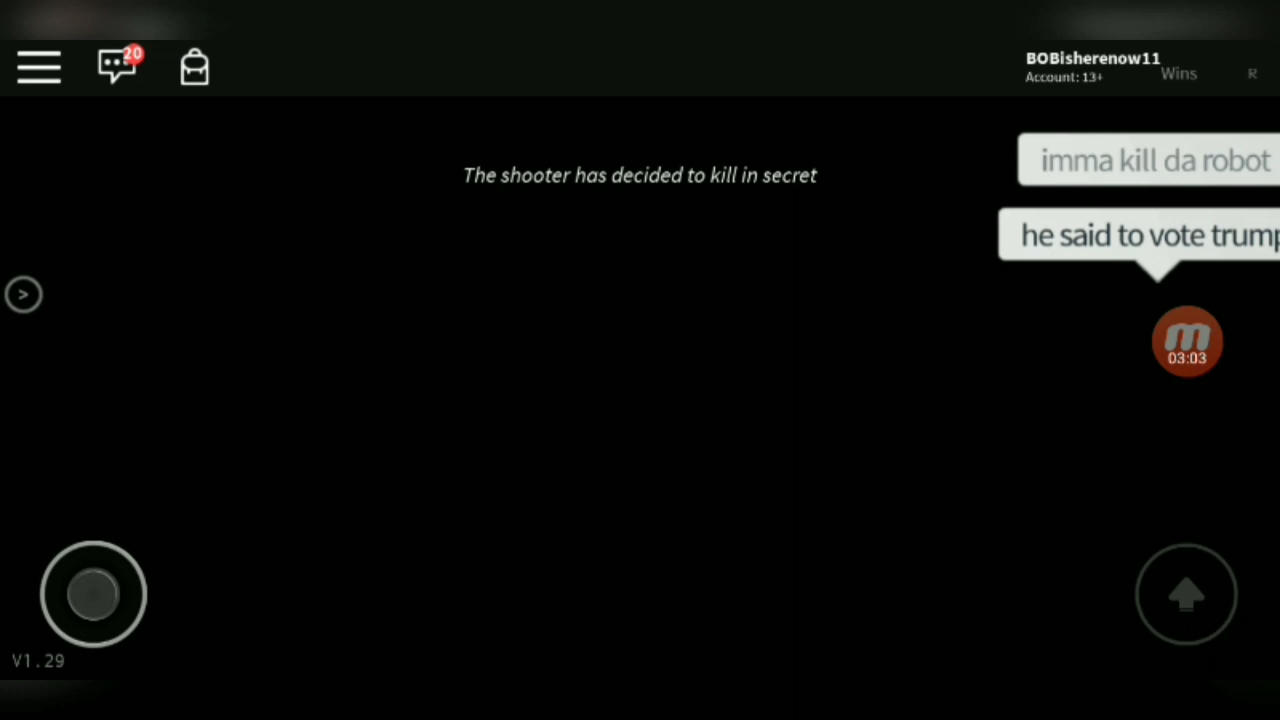 20
BOBisherenow11
Account: 13+
Wins
R
The shooter has decided to kill in secret
imma kill da robot
he said to vote trump
>
m
03:03
V1.29